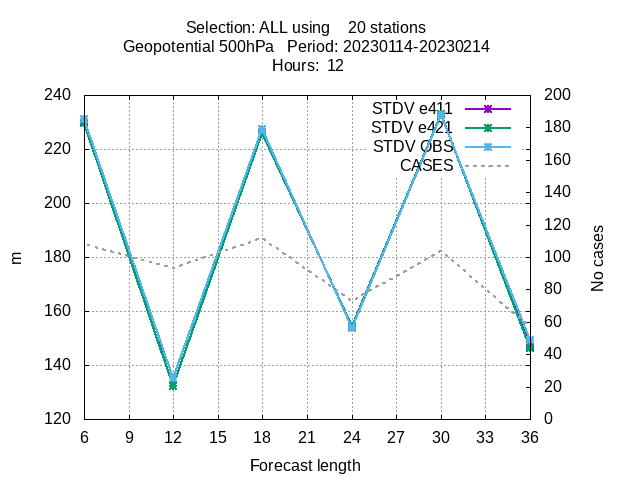 Selection: ALL using 20 stations
Geopotential 500hPa Period: 20230114-20230214
Hours: 12
240
220
200
180
160
140
120
200
180
160
140
120
100
80
60
40
20
0
STDV e411
STDV e421
STDV OBS
CASES
m
No cases
6 9 12 15 18 21 24 27 30 33 36
Forecast length